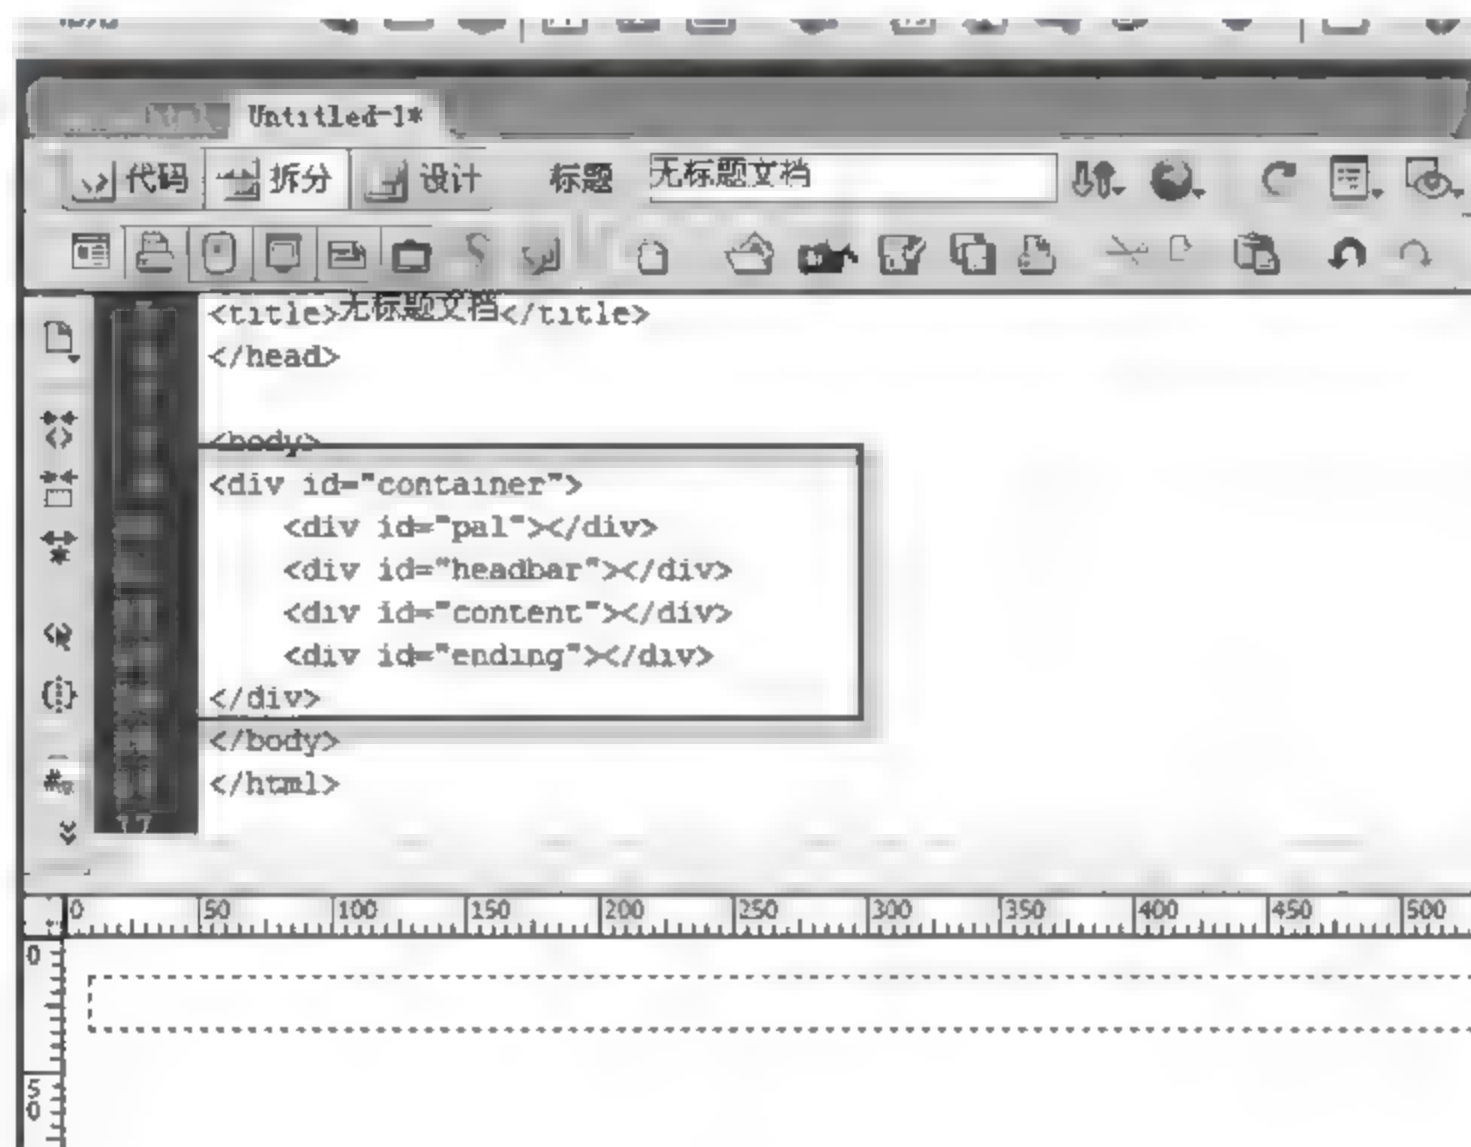 Untitled-1*
代码 拆分 设计 标题 无标题文档
<title>无标题文档</title>
</head>
<body>
<div id="container">
<div id="pal"></div>
<div id="headbar"></div>
<div id="content"></div>
<div id="ending"></div>
</div>
</body>
</html>
17
0 50 100 150 200 250 300 350 400 450 500
0
50